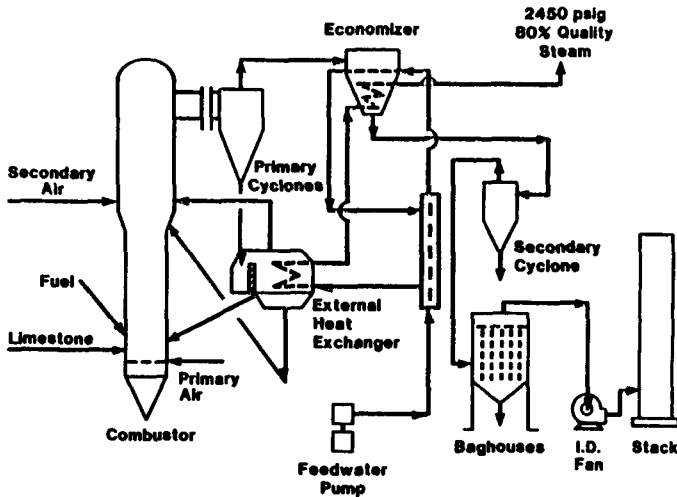 2450 psig
80% Quality
Steam
Economizer
Primary
Cyclones
Secondary
Air
Secondary
Cyclone
Fuel
External
Heat
Exchanger
Limestone
Primary
Air
Combustor
Feedwater
Pump
Baghouses
I.D.
Fan
Stack